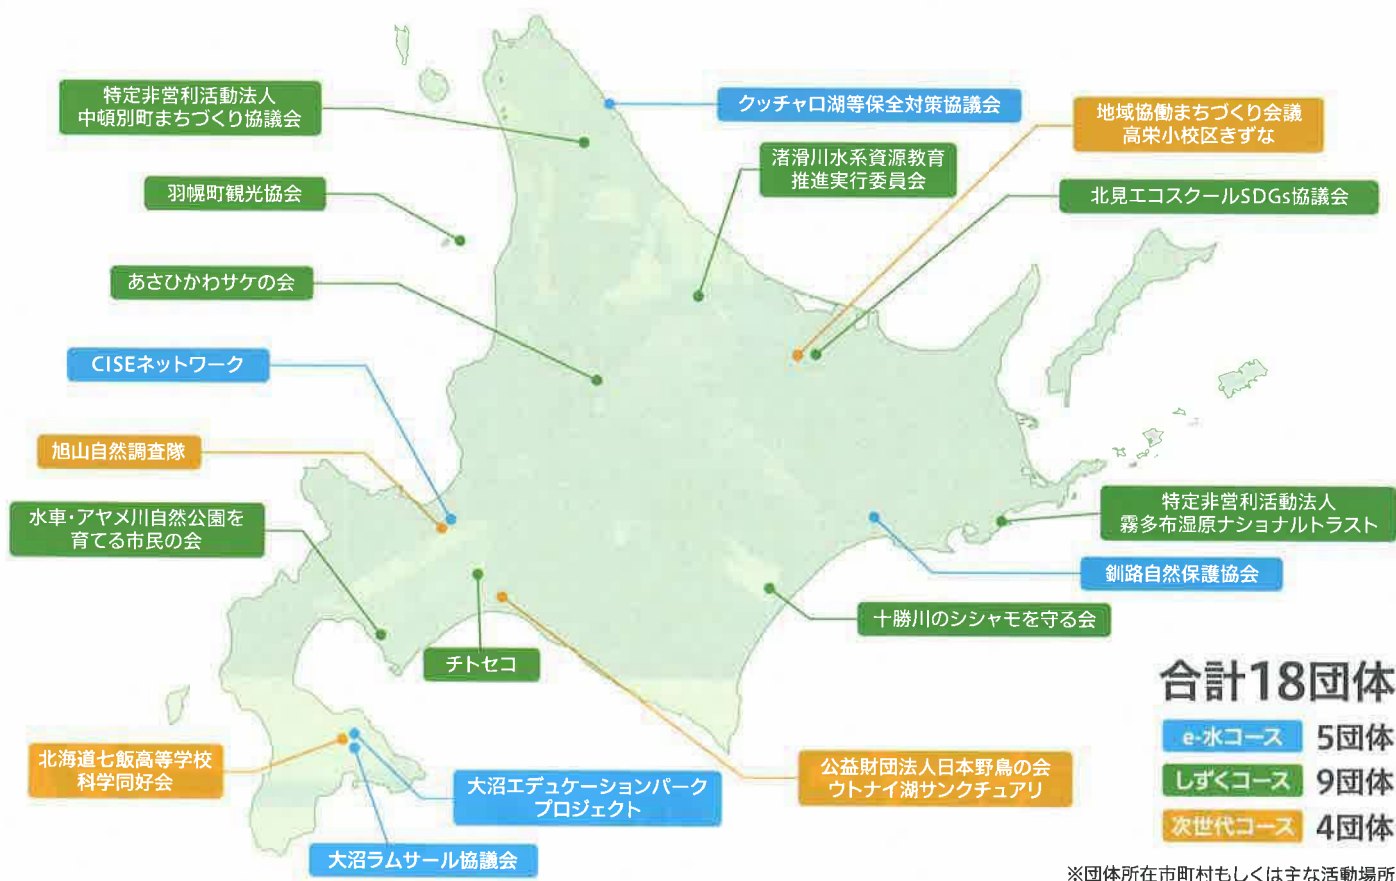 特定非営利活動法人
中頓別町まちづくり協議会
クッチャロ湖等保全対策協議会
地域協働まちづくり会議
高栄小校区きずな
渚滑川水系資源教育
推進実行委員会
羽幌町観光協会
北見エコスクールSDGs協議会
あさひかわサケの会
CISEネットワーク
旭山自然調査隊
水車・アヤメ川自然公園を
育てる市民の会
特定非営利活動法人
霧多布湿原ナショナルトラスト
釧路自然保護協会
十勝川のシシャモを守る会
チトセコ
北海道七飯高等学校
科学同好会
大沼エデュケーションパーク
プロジェクト
公益財団法人日本野鳥の会
ウトナイ湖サンクチュアリ
大沼ラムサール協議会
合計18団体
e-水コース 5団体
しずくコース 9団体
次世代コース 4団体
※団体所在市町村もしくは主な活動場所